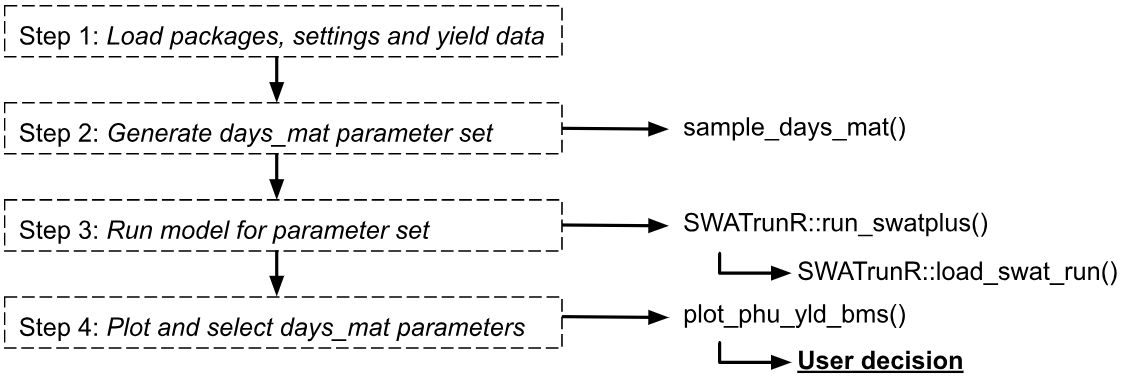 Step 1: Load packages, settings and yield data
Step 2: Generate days_mat parameter set
sample_days_mat()
Step 3: Run model for parameter set
SWATrunR::run_swatplus()
SWATrunR::load_swat_run()
Step 4: Plot and select days_mat parameters
plot_phu_yld_bms()
User decision